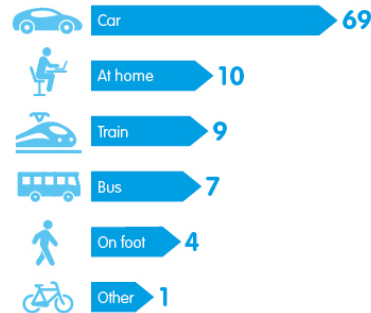 Car 69
At home 10
Train 9
Bus 7
On foot 4
Other 1